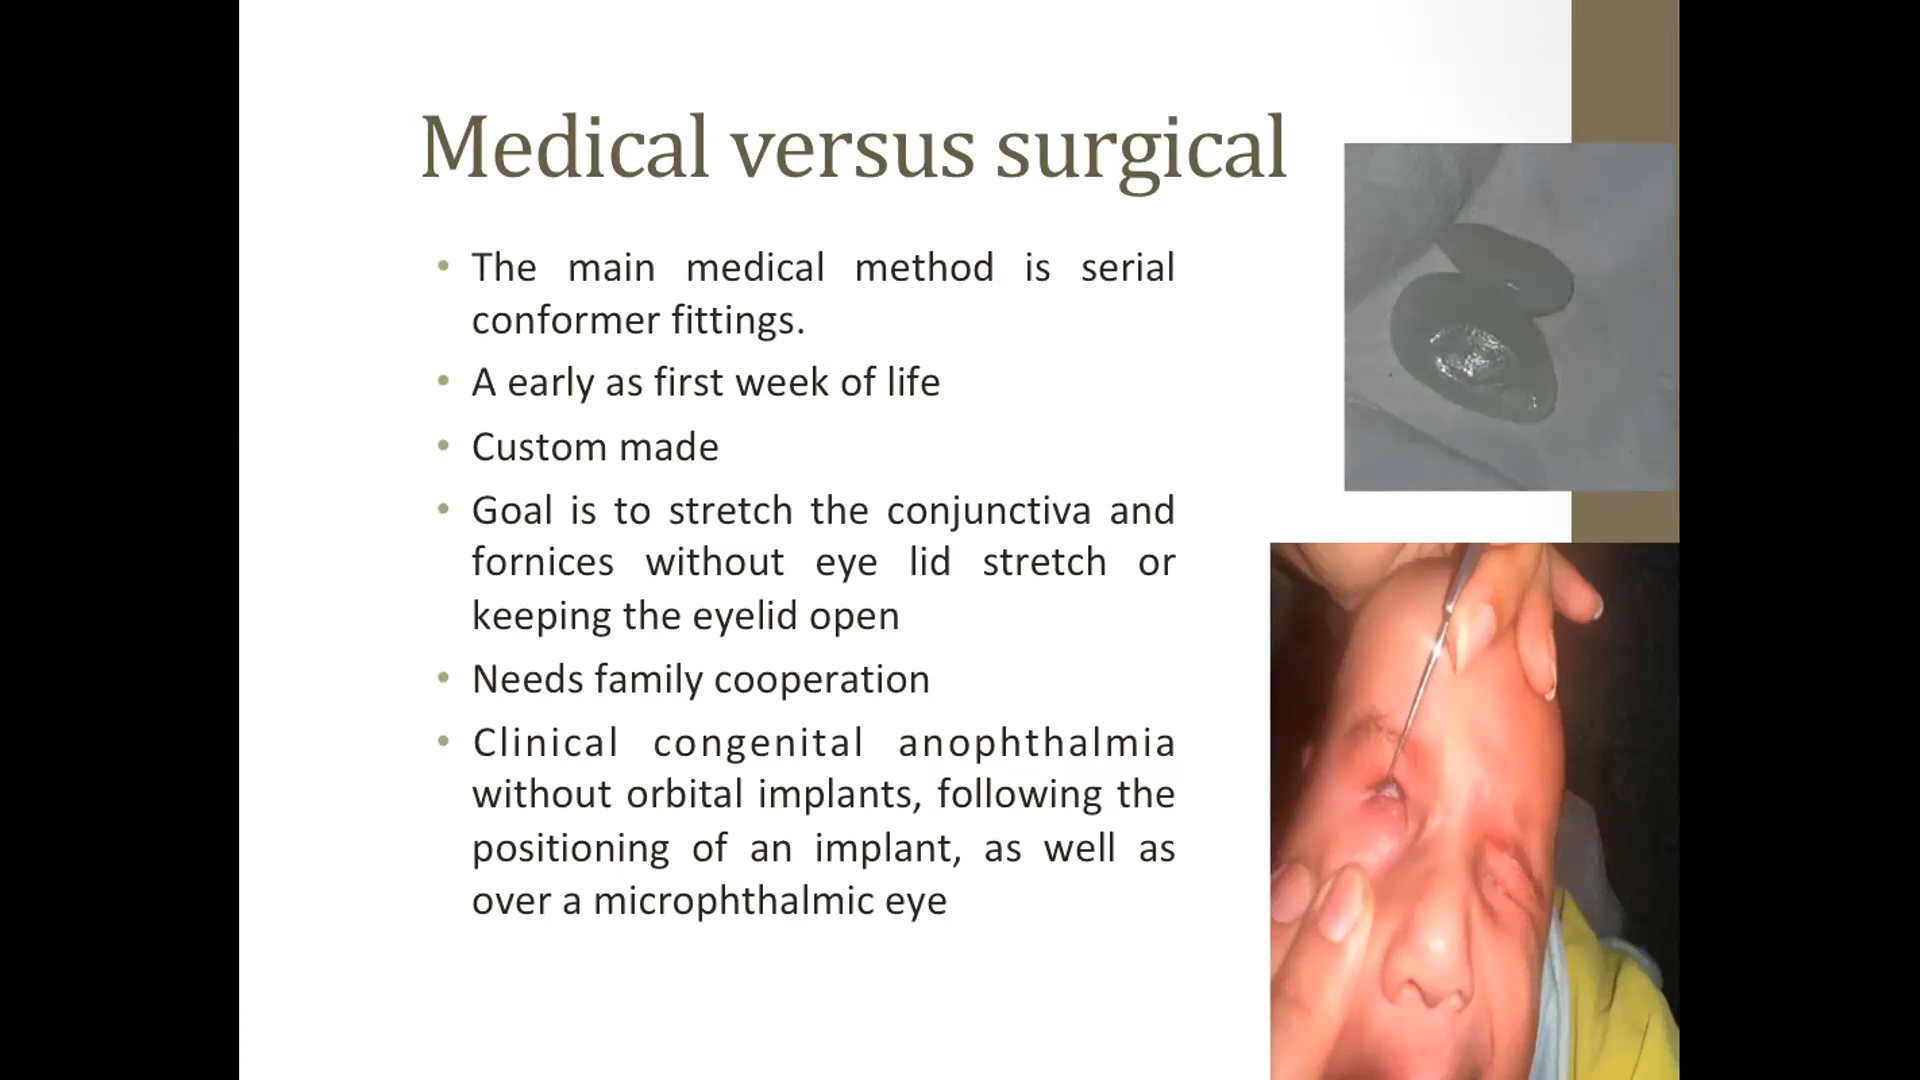 Medical versus surgical
• The main medical method is serial
conformer fittings.
• A early as first week of life
• Custom made
• Goal is to stretch the conjunctiva and
fornices without eye lid stretch or
keeping the eyelid open
• Needs family cooperation
• Clinical congenital anophthalmia
without orbital implants, following the
positioning of an implant, as well as
over a microphthalmic eye